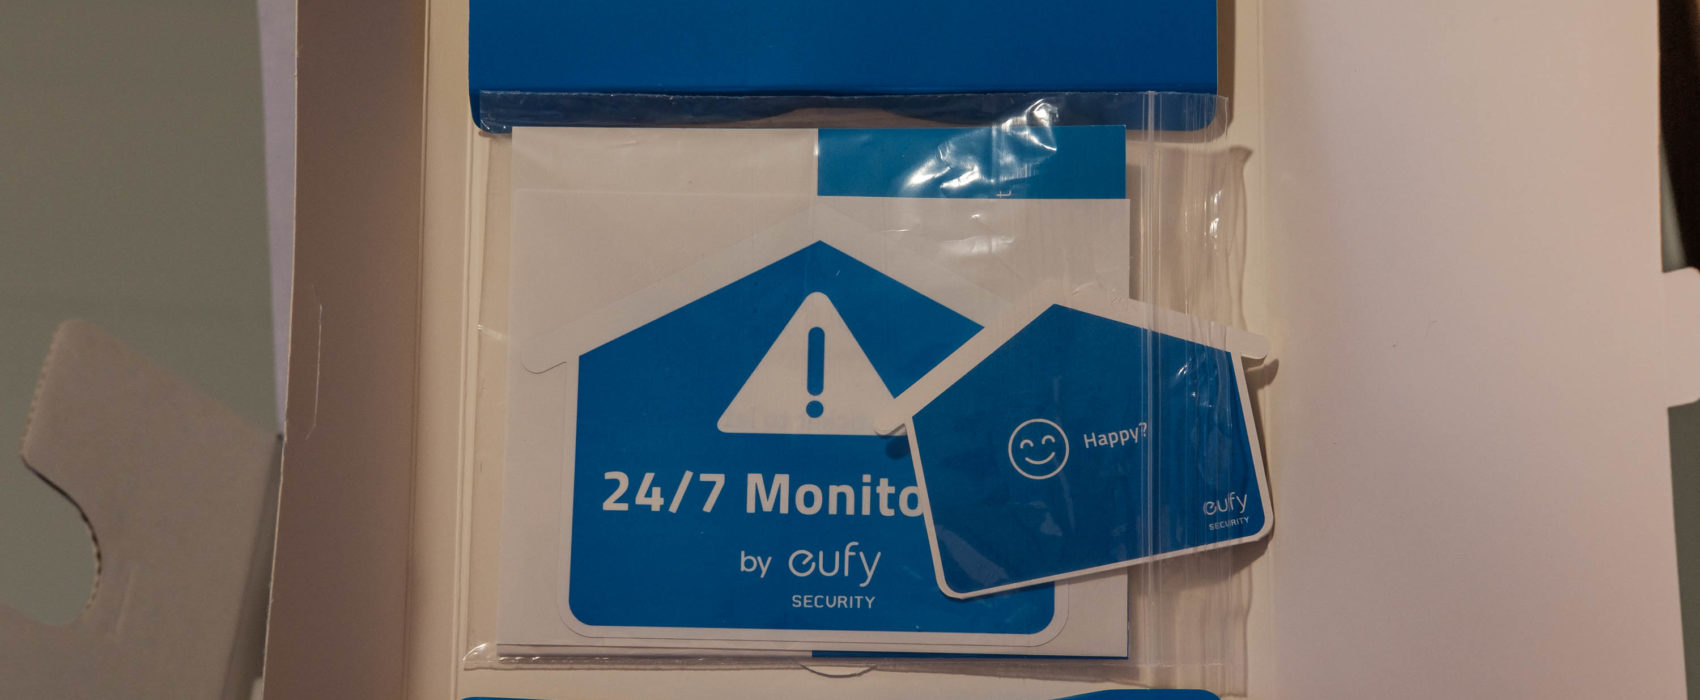 24/7 Monito
by eufy
SECURITY
Happy?
eufy
SECURITY